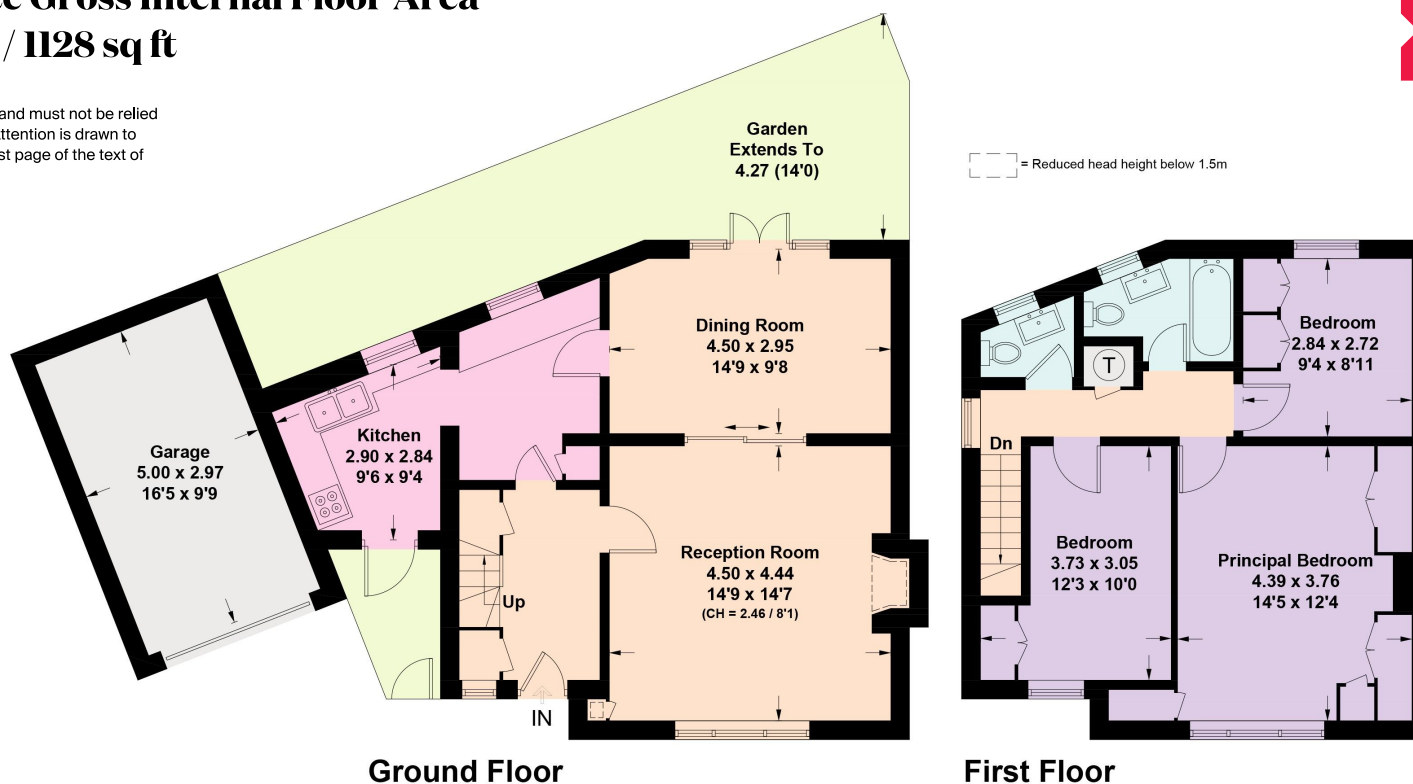 Gross Internal Floor Area
/ 1128 sq ft
and must not be relied
attention is drawn to
page of the text of
Garden
Extends To
4.27 (14'0)
= Reduced head height below 1.5m
Dining Room
4.50 x 2.95
14'9 x 9'8
Kitchen
2.90 x 2.84
9'6 x 9'4
Garage
5.00 x 2.97
16'5 x 9'9
Reception Room
4.50 x 4.44
14'9 x 14'7
(CH = 2.46 / 8'1)
Up
IN
Ground Floor
Bedroom
2.84 x 2.72
9'4 x 8'11
T
Dn
Bedroom
3.73 x 3.05
12'3 x 10'0
Principal Bedroom
4.39 x 3.76
14'5 x 12'4
First Floor